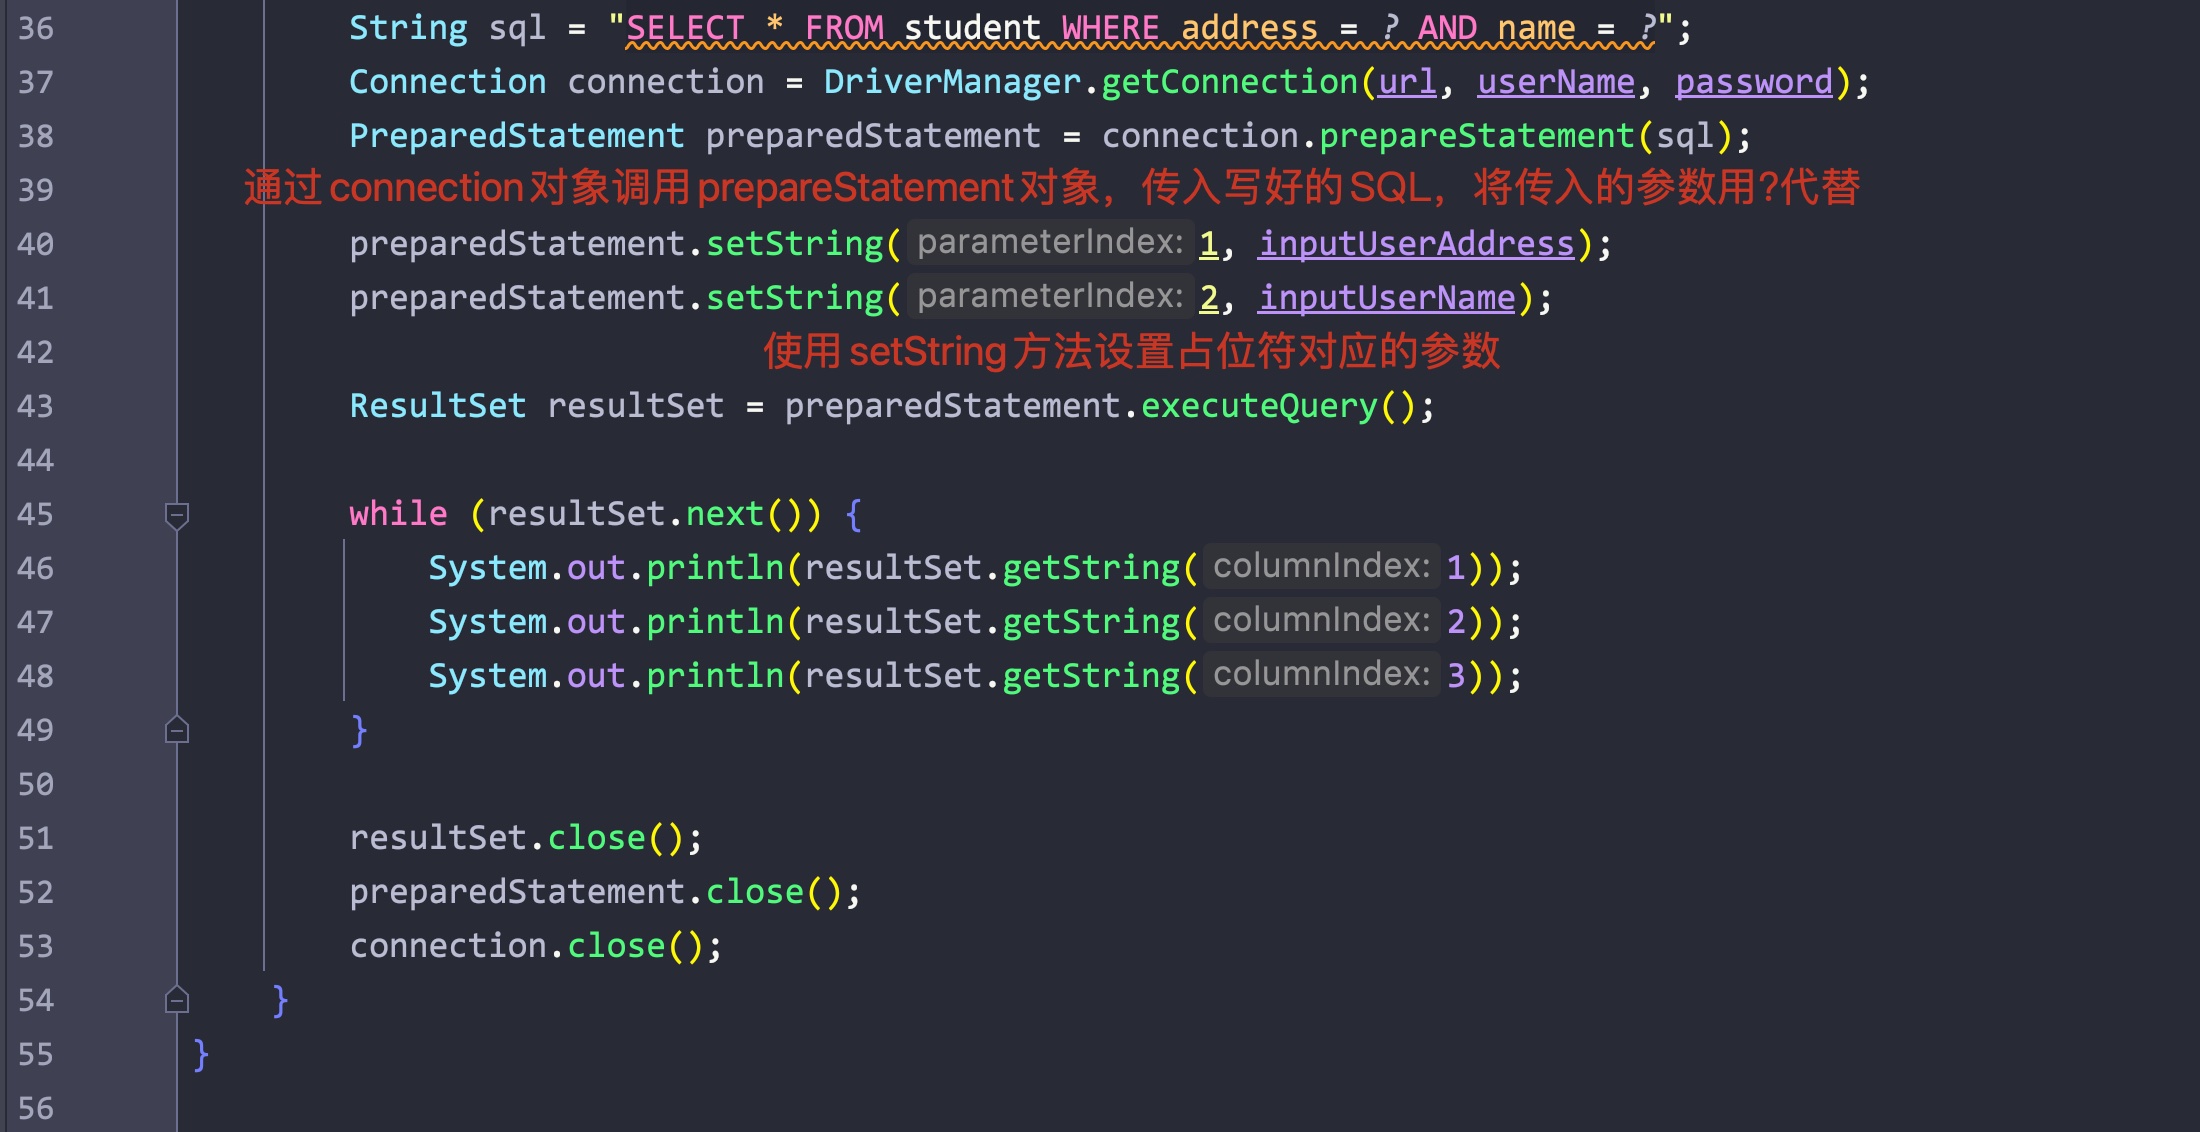 36 String sql = "SELECT * FROM student WHERE address = ? AND name = ?";
37 Connection connection = DriverManager.getConnection(url, userName, password);
38 PreparedStatement preparedStatement = connection.prepareStatement(sql);
39 通过connection对象调用prepareStatement对象，传入写好的SQL，将传入的参数用?代替
40 preparedStatement.setString( parameterIndex: 1, inputUserAddress);
41 preparedStatement.setString( parameterIndex: 2, inputUserName);
42 使用setString方法设置占位符对应的参数
43 ResultSet resultSet = preparedStatement.executeQuery();
44
45 while (resultSet.next()) {
46 System.out.println(resultSet.getString( columnIndex: 1));
47 System.out.println(resultSet.getString( columnIndex: 2));
48 System.out.println(resultSet.getString( columnIndex: 3));
49 }
50
51 resultSet.close();
52 preparedStatement.close();
53 connection.close();
54 }
55 }
56